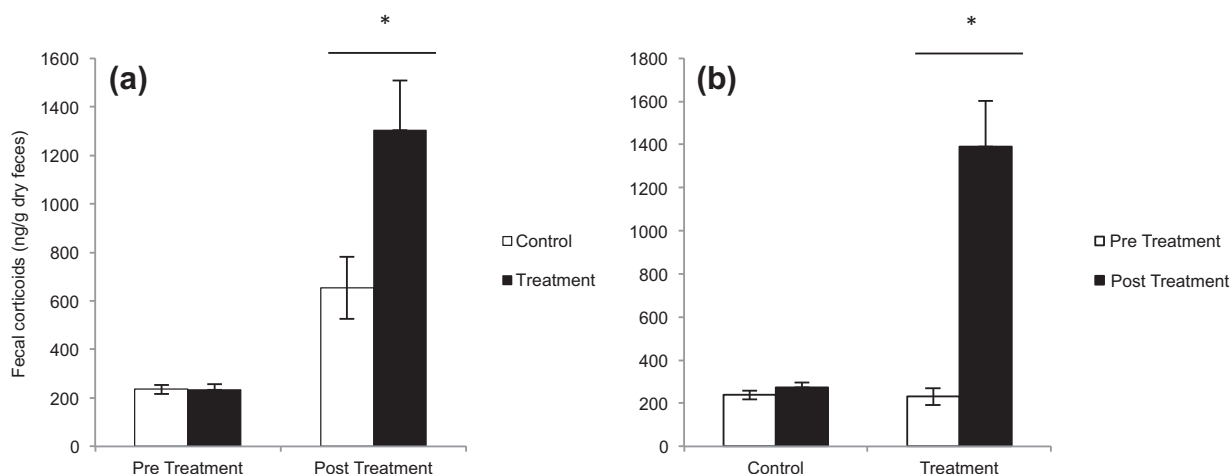 *
*
(a)
(b)
Fecal corticoids (ng/g dry feces)
1600
1400
1200
1000
800
600
400
200
0
Pre Treatment
Post Treatment
Control
Treatment
1800
1600
1400
1200
1000
800
600
400
200
0
Control
Treatment
Pre Treatment
Post Treatment